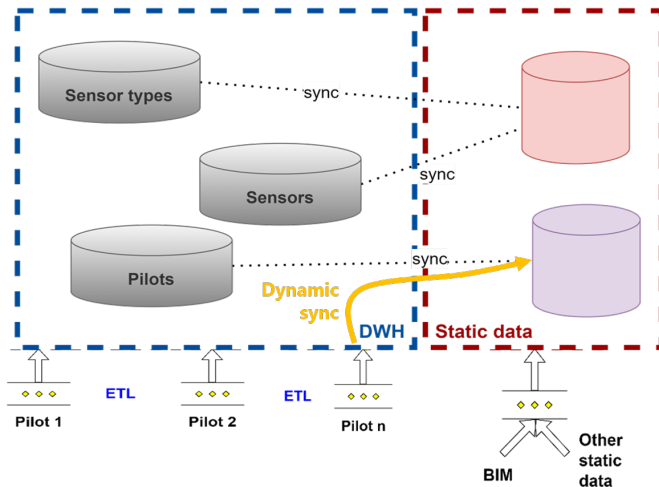 Sensor types
sync
Sensors
sync
Pilots
sync
Dynamic
sync
DWH
Static data
Pilot 1
ETL
Pilot 2
ETL
Pilot n
BIM
Other
static
data